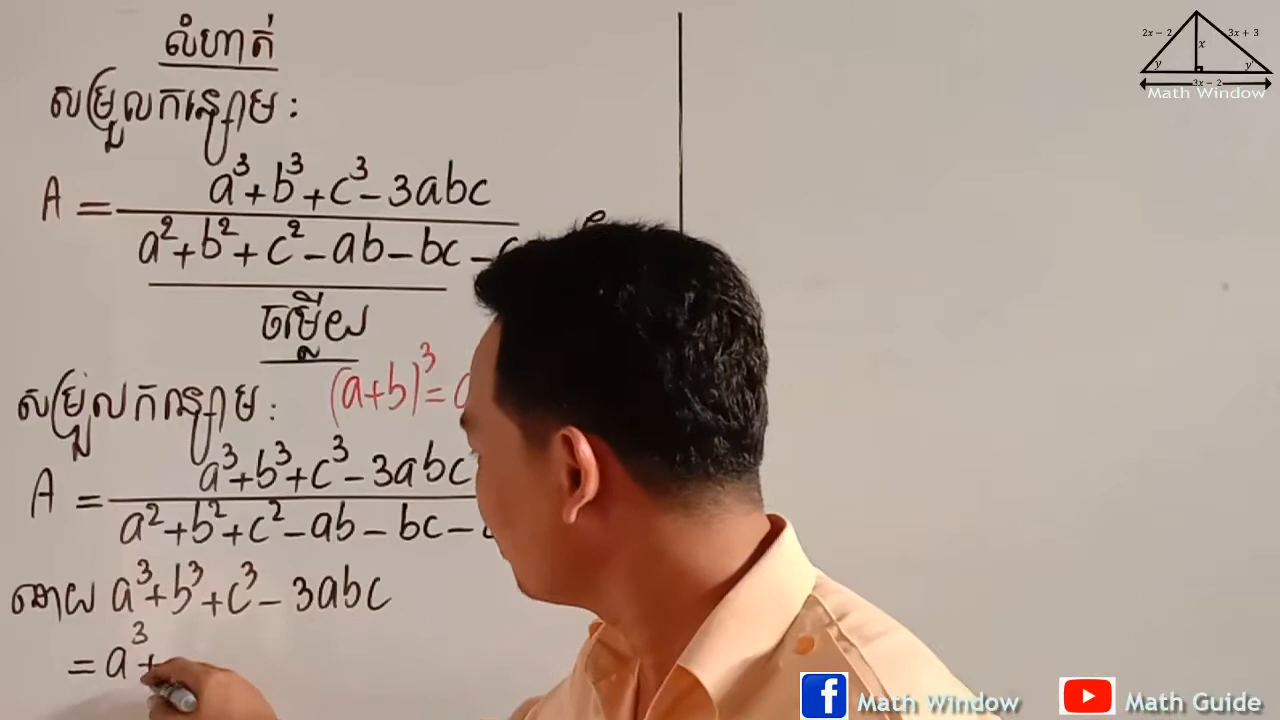 លំហាត់
សម្រួលកន្សោម :
A = a³+b³+c³-3abc
a²+b²+c²-ab-bc-
ចម្លើយ
សម្រួលកន្សោម :
(a+b)³=
A = a³+b³+c³-3abc
a²+b²+c²-ab-bc-
ដោយ a³+b³+c³-3abc
= a³+
2x-2
3x+3
x
y
y
3x-2
Math Window
Math Window
Math Guide